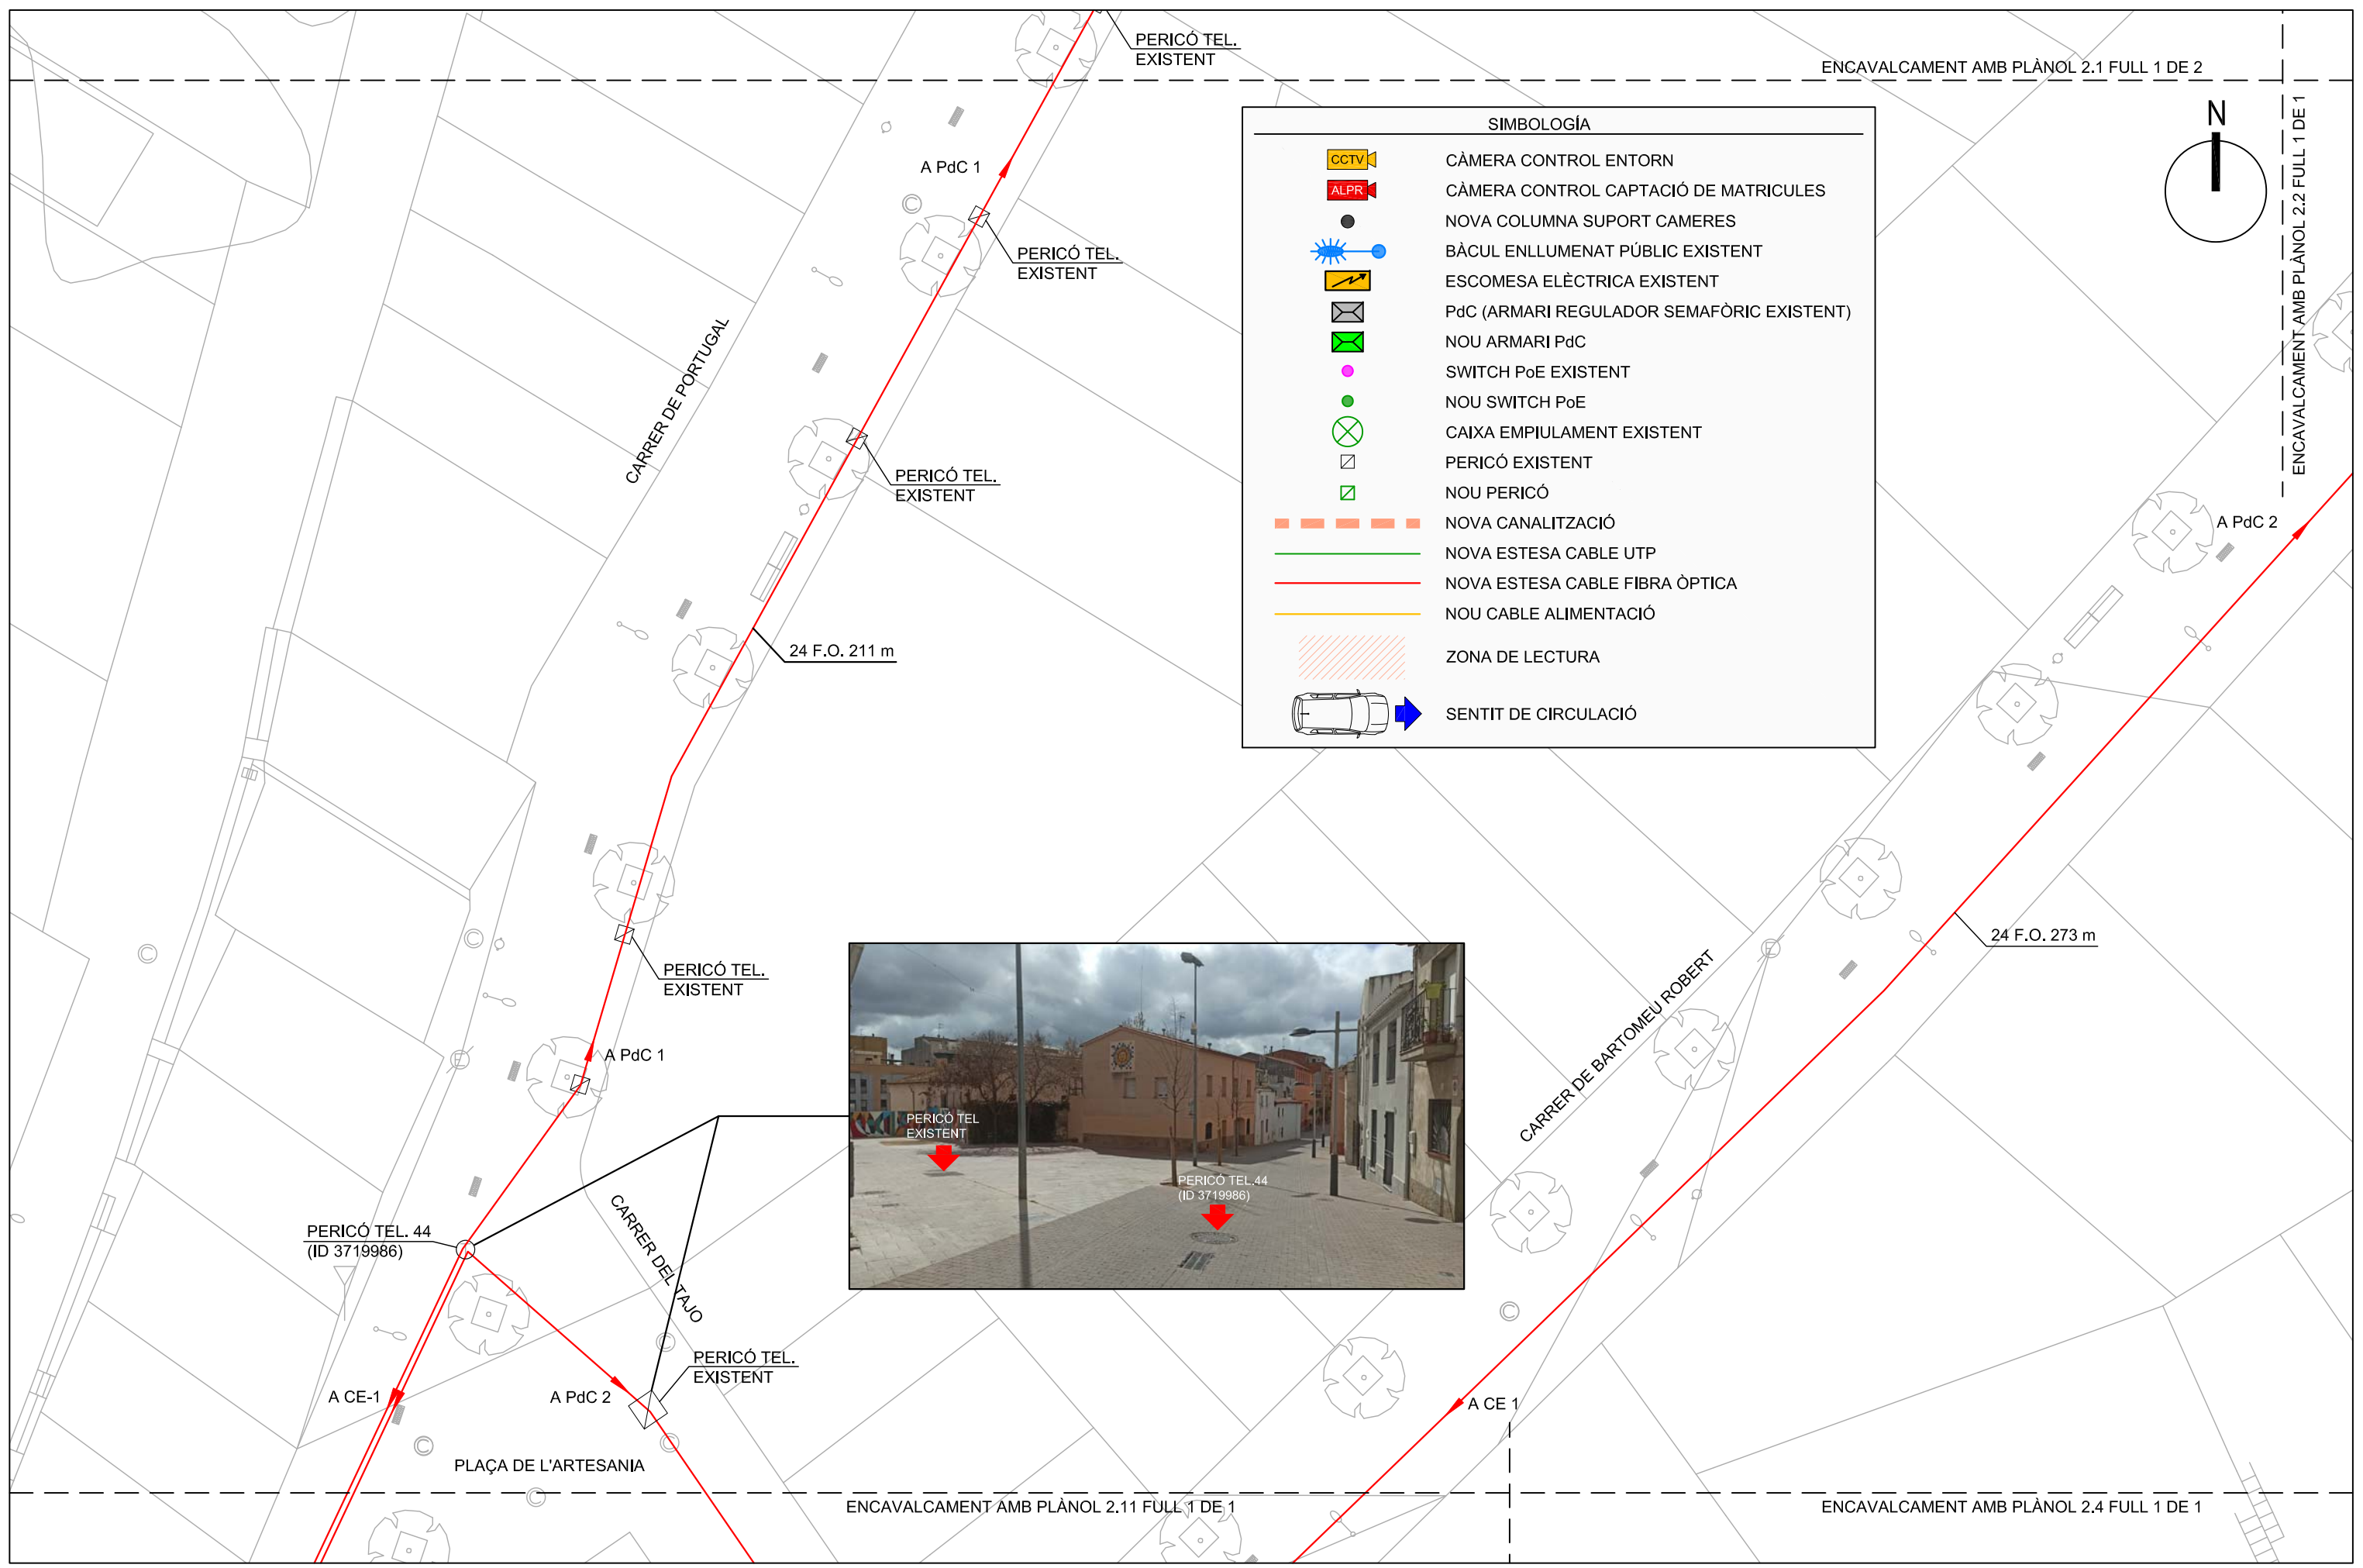 PERICÓ TEL.
EXISTENT
ENCAVALCAMENT AMB PLÀNOL 2.1 FULL 1 DE 2
ENCAVALCAMENT AMB PLÀNOL 2.2 FULL 1 DE 1
N
SIMBOLOGÍA
CCTV
CÀMERA CONTROL ENTORN
ALPR
CÀMERA CONTROL CAPTACIÓ DE MATRICULES
NOVA COLUMNA SUPORT CAMERES
BÀCUL ENLLUMENAT PÚBLIC EXISTENT
ESCOMESA ELÈCTRICA EXISTENT
PdC (ARMARI REGULADOR SEMAFÒRIC EXISTENT)
NOU ARMARI PdC
SWITCH PoE EXISTENT
NOU SWITCH PoE
CAIXA EMPIULAMENT EXISTENT
PERICÓ EXISTENT
NOU PERICÓ
NOVA CANALITZACIÓ
NOVA ESTESA CABLE UTP
NOVA ESTESA CABLE FIBRA ÒPTICA
NOU CABLE ALIMENTACIÓ
ZONA DE LECTURA
SENTIT DE CIRCULACIÓ
A PdC 1
C
PERICÓ TEL.
EXISTENT
CARRER DE PORTUGAL
PERICÓ TEL.
EXISTENT
A PdC 2
24 F.O. 211 m
C
C
PERICÓ TEL.
EXISTENT
F
24 F.O. 273 m
CARRER DE BARTOMEU ROBERT
F
A PdC 1
PERICÓ TEL
EXISTENT
PERICÓ TEL.44
(ID 3719986)
PERICÓ TEL. 44
(ID 3719986)
CARRER DEL TAJO
C
C
PERICÓ TEL.
EXISTENT
A CE-1
A PdC 2
A CE 1
C
C
PLAÇA DE L'ARTESANIA
C
ENCAVALCAMENT AMB PLÀNOL 2.11 FULL 1 DE 1
ENCAVALCAMENT AMB PLÀNOL 2.4 FULL 1 DE 1